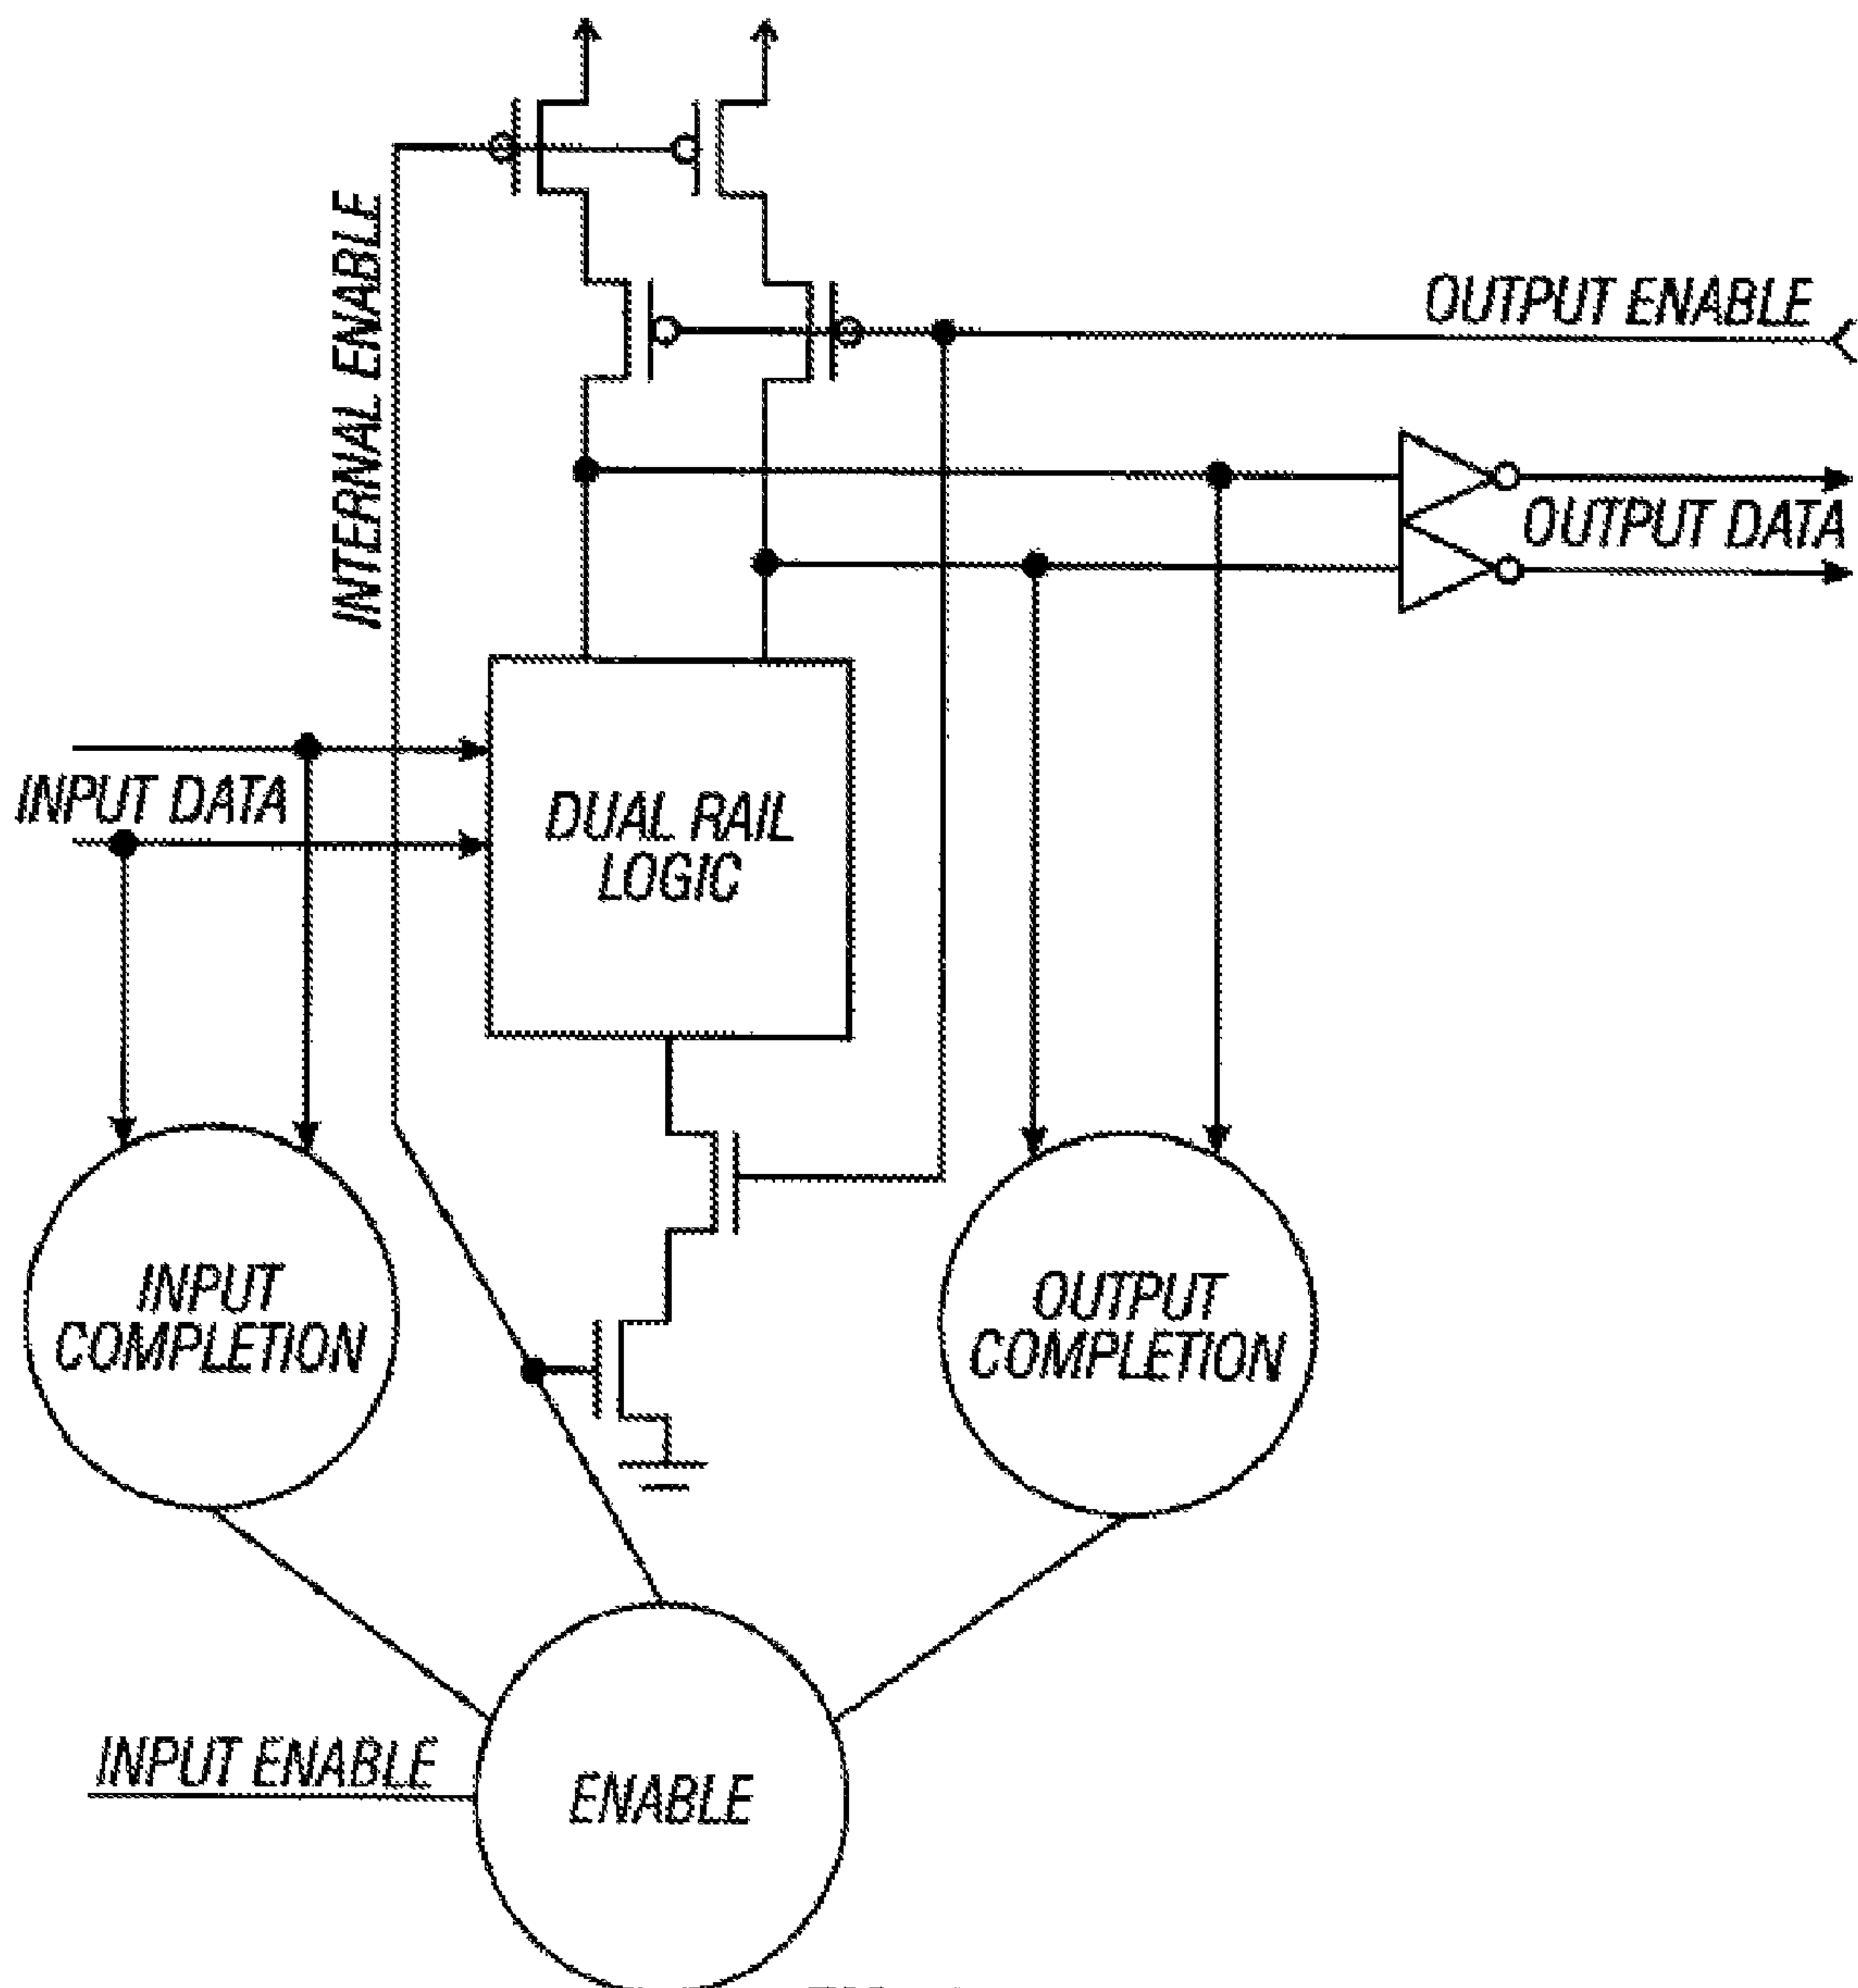 INTERNAL ENABLE
OUTPUT ENABLE
OUTPUT DATA
INPUT DATA
DUAL RAIL
LOGIC
INPUT
COMPLETION
OUTPUT
COMPLETION
INPUT ENABLE
ENABLE